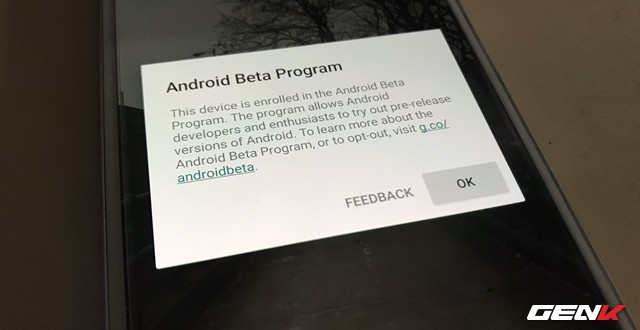 Android Beta Program
This device is enrolled in the Android Beta
Program. The program allows Android
developers and enthusiasts to try out pre-release
versions of Android. To learn more about the
Android Beta Program, or to opt-out, visit g.co/
androidbeta.
FEEDBACK OK
GENK